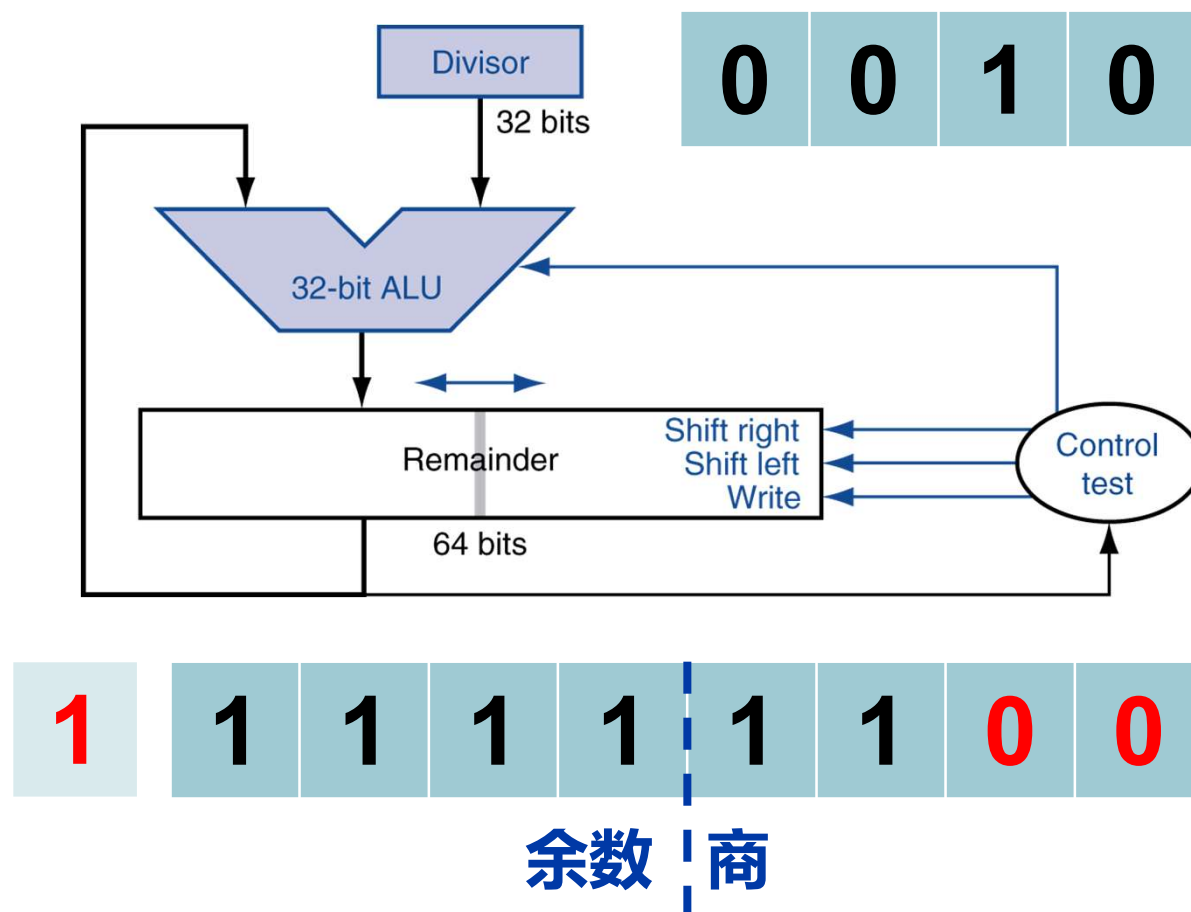 Divisor
0 0 1 0
32 bits
32-bit ALU
Remainder
Shift right
Shift left
Write
Control
test
64 bits
1 1 1 1 1 1 1 0 0
余数 商